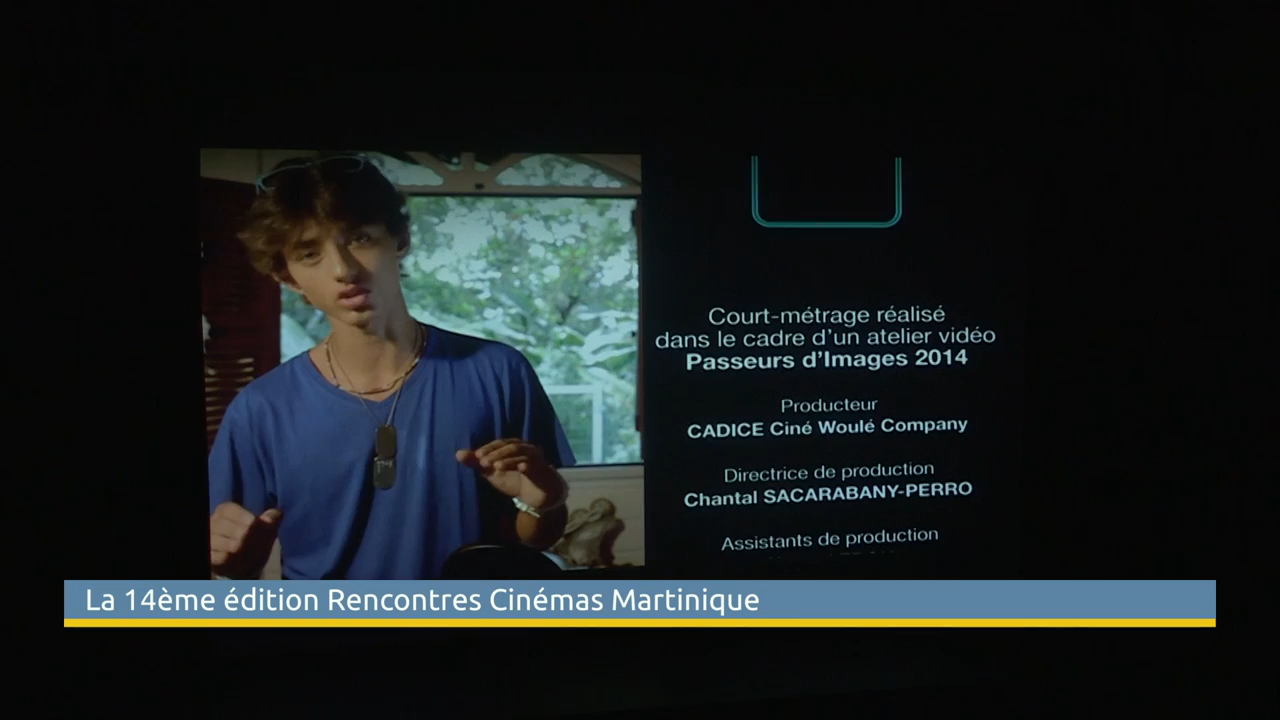 Court-métrage réalisé
dans le cadre d'un atelier vidéo
Passeurs d'Images 2014
Producteur
CADICE Ciné Woulé Company
Directrice de production
Chantal SACARABANY-PERRO
Assistants de production
La 14ème édition Rencontres Cinémas Martinique